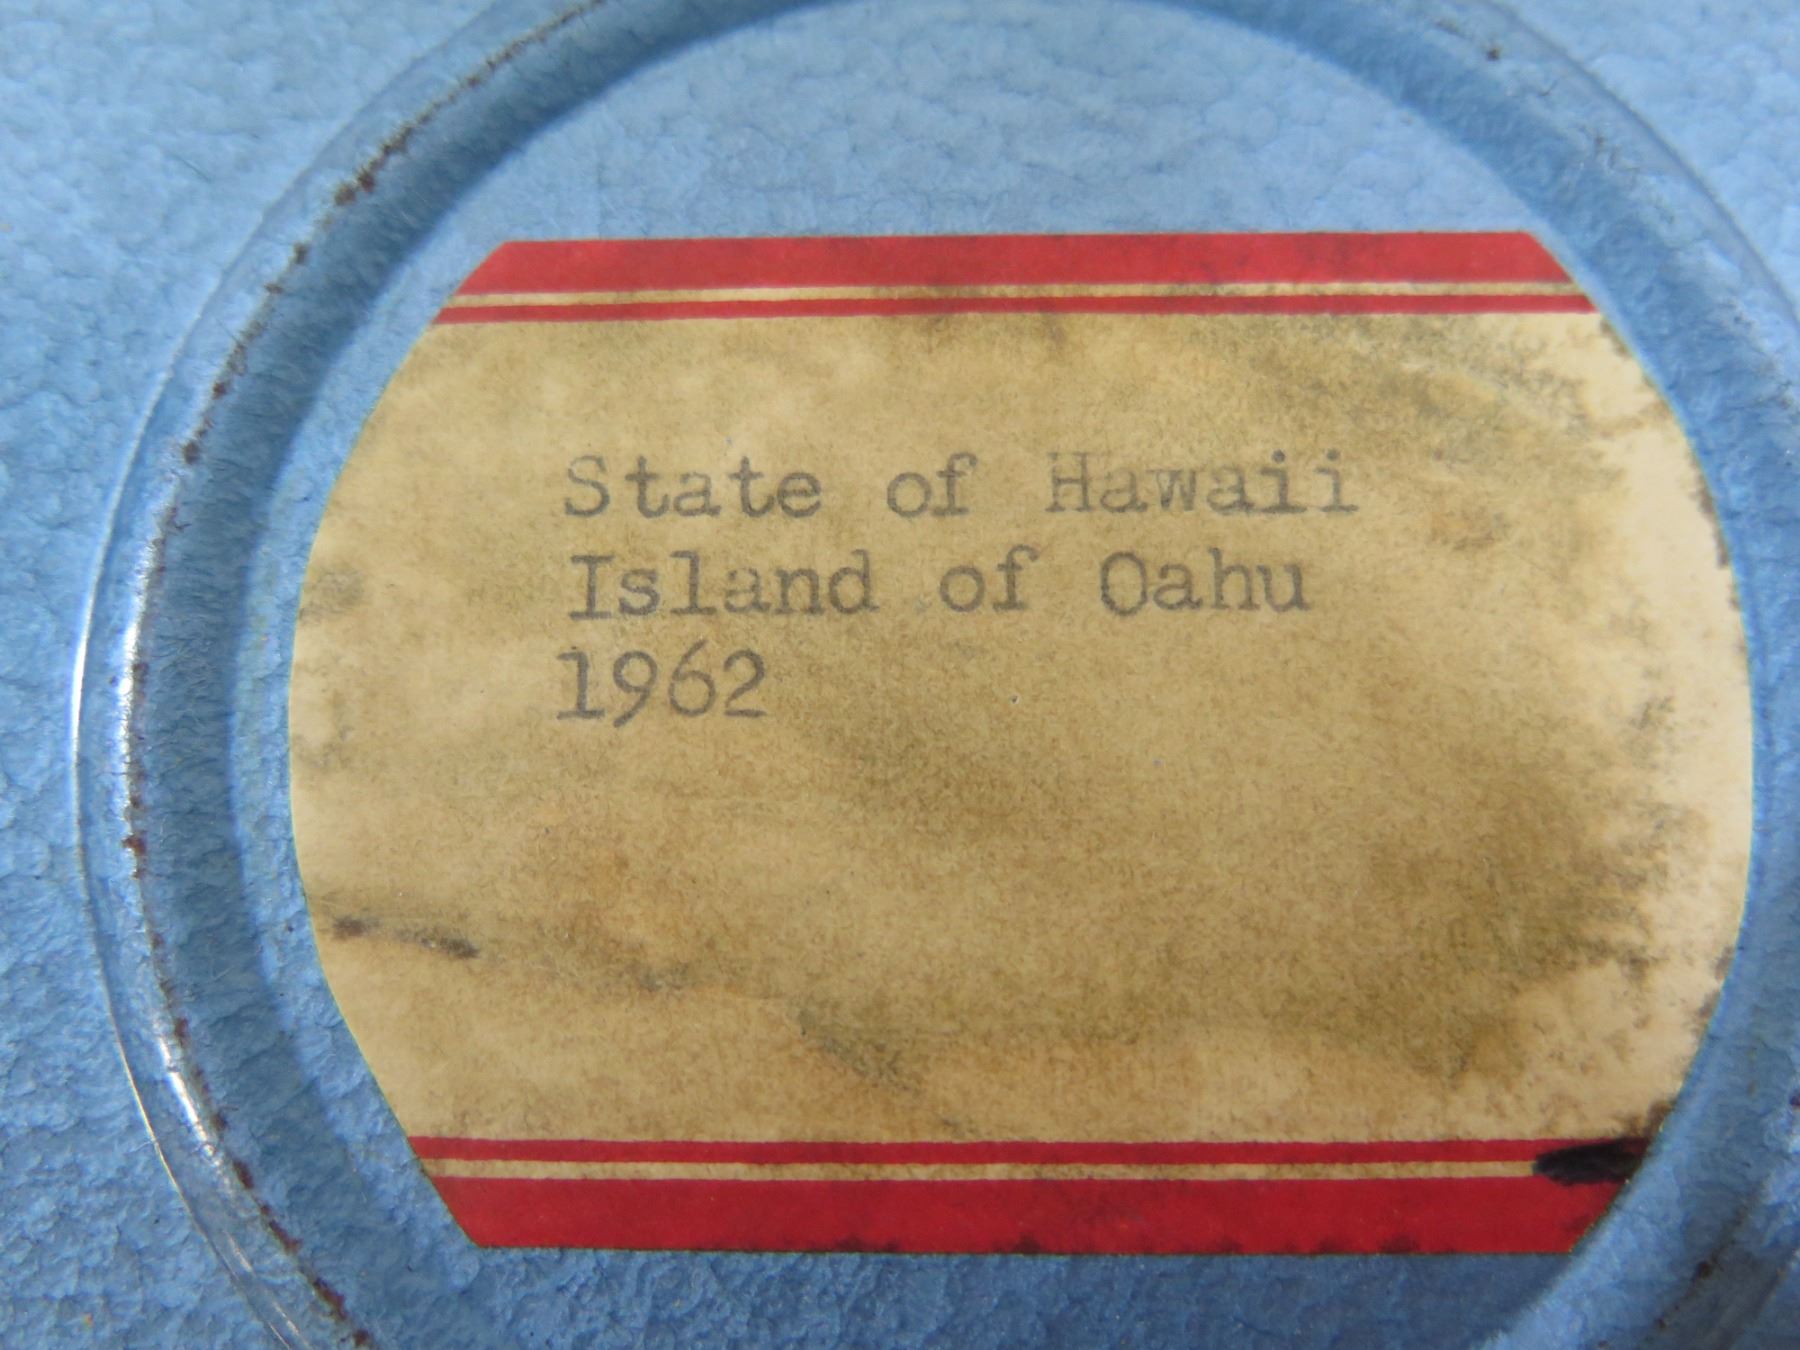 State of Hawaii
Island of Oahu
1962